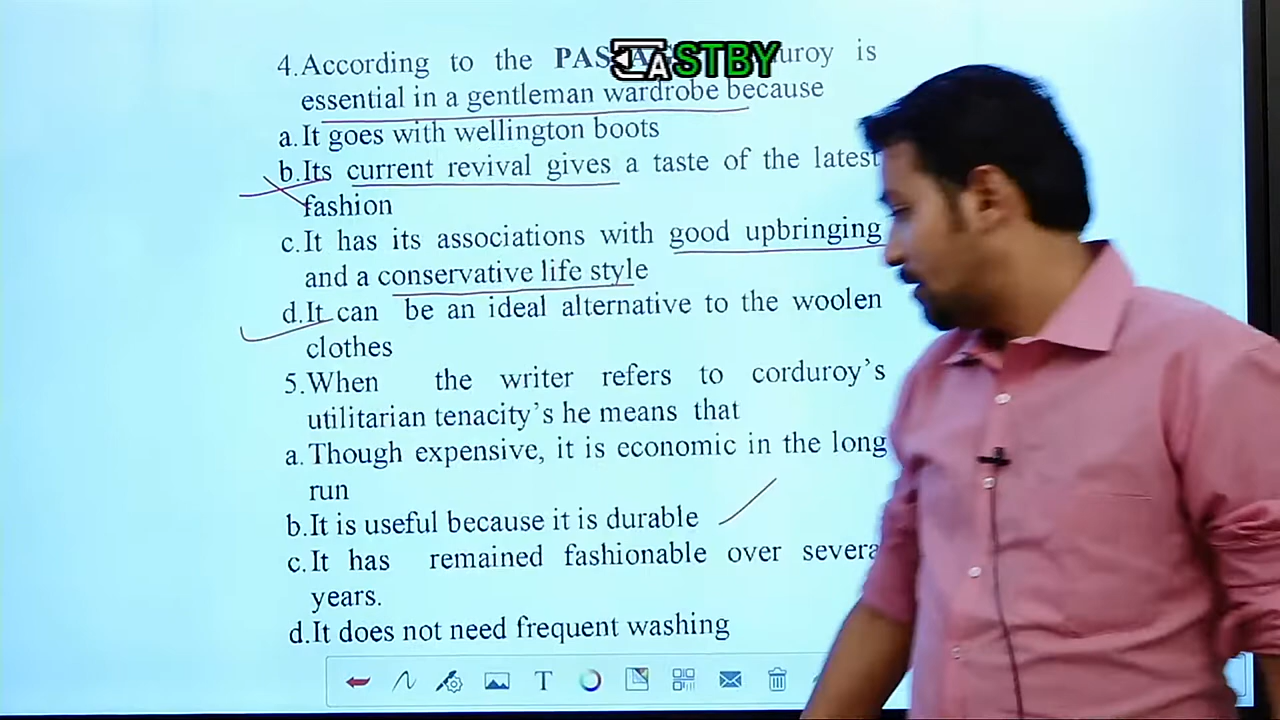 4. According to the PAS uroy is
ASTBY
essential in a gentleman wardrobe because
a. It goes with wellington boots
b. Its current revival gives a taste of the latest
fashion
c. It has its associations with good upbringing
and a conservative life style
d. It can be an ideal alternative to the woolen
clothes
5. When the writer refers to corduroy's
utilitarian tenacity's he means that
a. Though expensive, it is economic in the long
run
b. It is useful because it is durable
c. It has remained fashionable over severa
years.
d. It does not need frequent washing
T